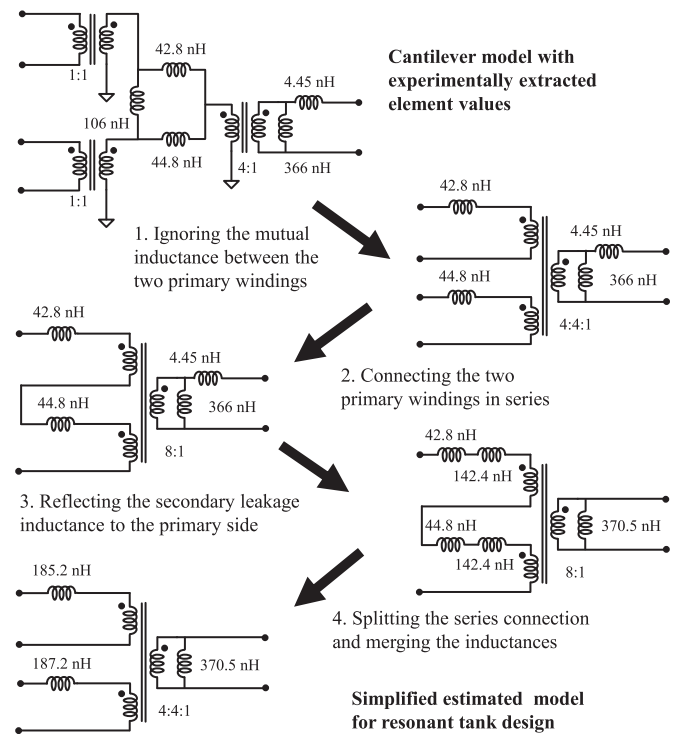 42.8 nH
Cantilever model with
experimentally extracted
element values
1:1
4.45 nH
106 nH
44.8 nH
4:1
366 nH
1:1
1. Ignoring the mutual
inductance between the
two primary windings
42.8 nH
4.45 nH
44.8 nH
366 nH
4:4:1
42.8 nH
4.45 nH
44.8 nH
366 nH
8:1
2. Connecting the two
primary windings in series
3. Reflecting the secondary leakage
inductance to the primary side
42.8 nH
142.4 nH
44.8 nH
370.5 nH
142.4 nH
8:1
185.2 nH
187.2 nH
370.5 nH
4:4:1
4. Splitting the series connection
and merging the inductances
Simplified estimated model
for resonant tank design